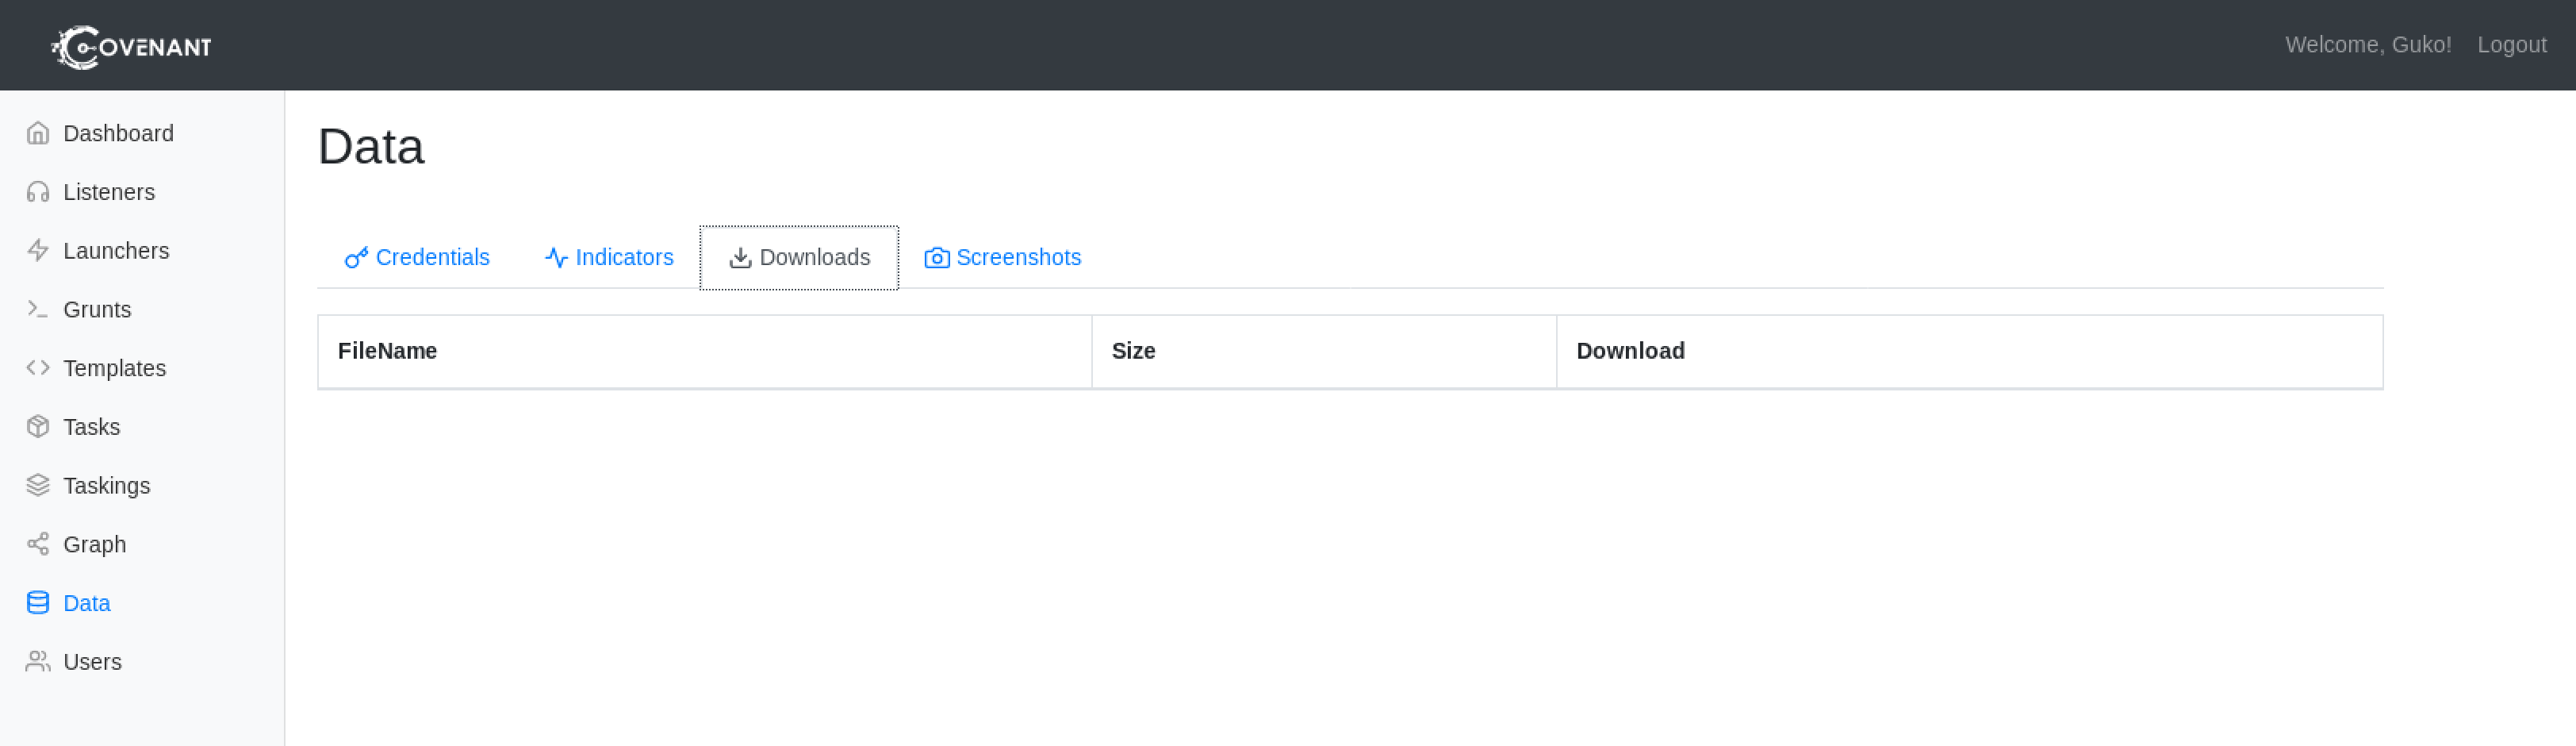 COVENANT
Welcome, Guko! Logout
Dashboard
Listeners
Launchers
Grunts
Templates
Tasks
Taskings
Graph
Data
Users
Data
Credentials Indicators Downloads Screenshots
FileName Size Download